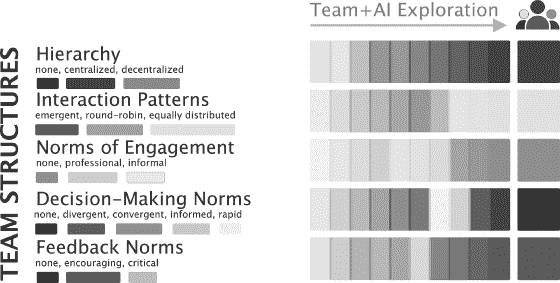 Team+AI Exploration
TEAM STRUCTURES
Hierarchy
none, centralized, decentralized
Interaction Patterns
emergent, round-robin, equally distributed
Norms of Engagement
none, professional, informal
Decision-Making Norms
none, divergent, convergent, informed, rapid
Feedback Norms
none, encouraging, critical